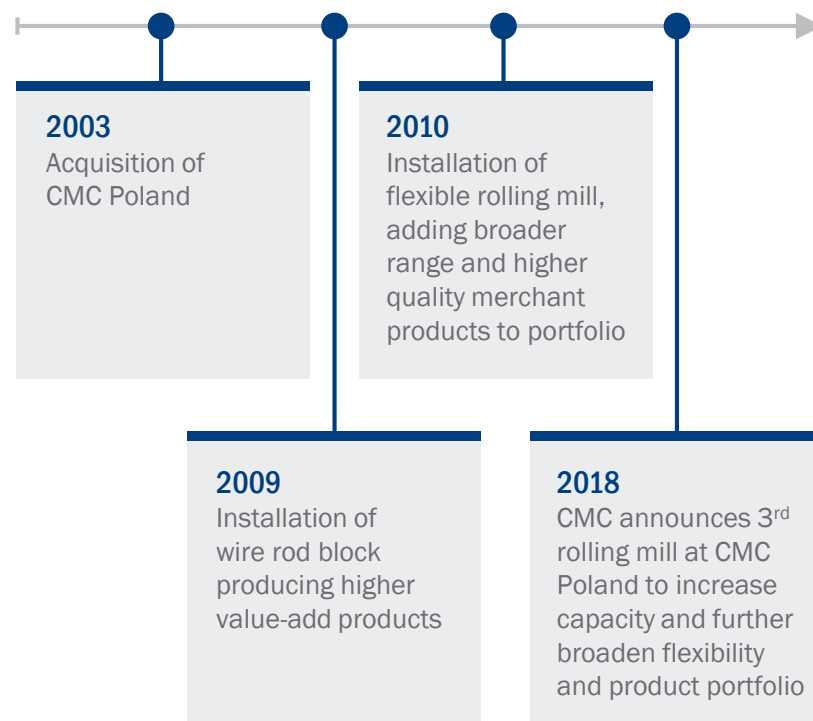 2003
Acquisition of
CMC Poland
2009
Installation of
wire rod block
producing higher
value-add products
2010
Installation of
flexible rolling mill,
adding broader
range and higher
quality merchant
products to portfolio
2018
CMC announces 3rd
rolling mill at CMC
Poland to increase
capacity and further
broaden flexibility
and product portfolio